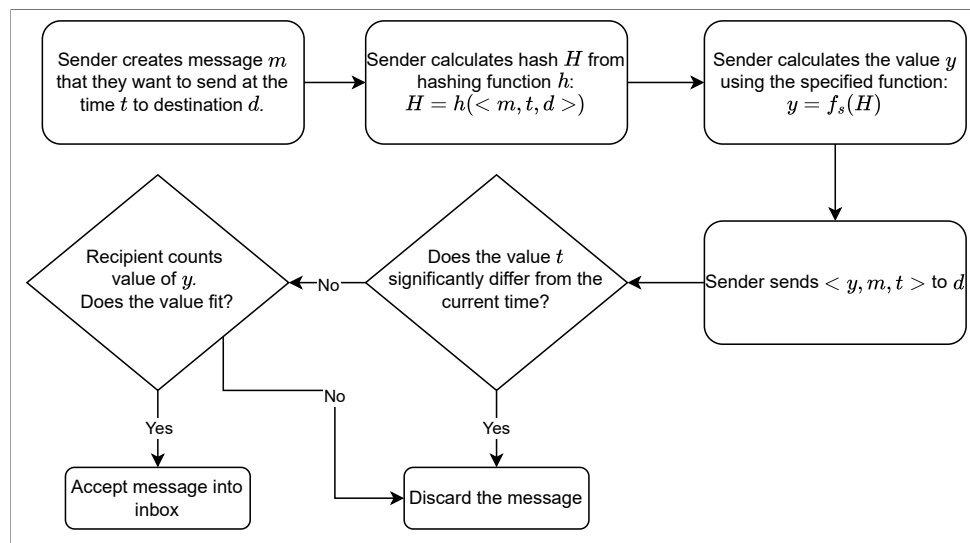 Sender creates message m
that they want to send at the
time t to destination d.
Sender calculates hash H from
hashing function h:
H = h(< m, t, d >)
Sender calculates the value y
using the specified function:
y = fₛ(H)
Sender sends < y, m, t > to d
Does the value t
significantly differ from the
current time?
No
Recipient counts
value of y.
Does the value fit?
No
Yes
Yes
Accept message into
inbox
Discard the message